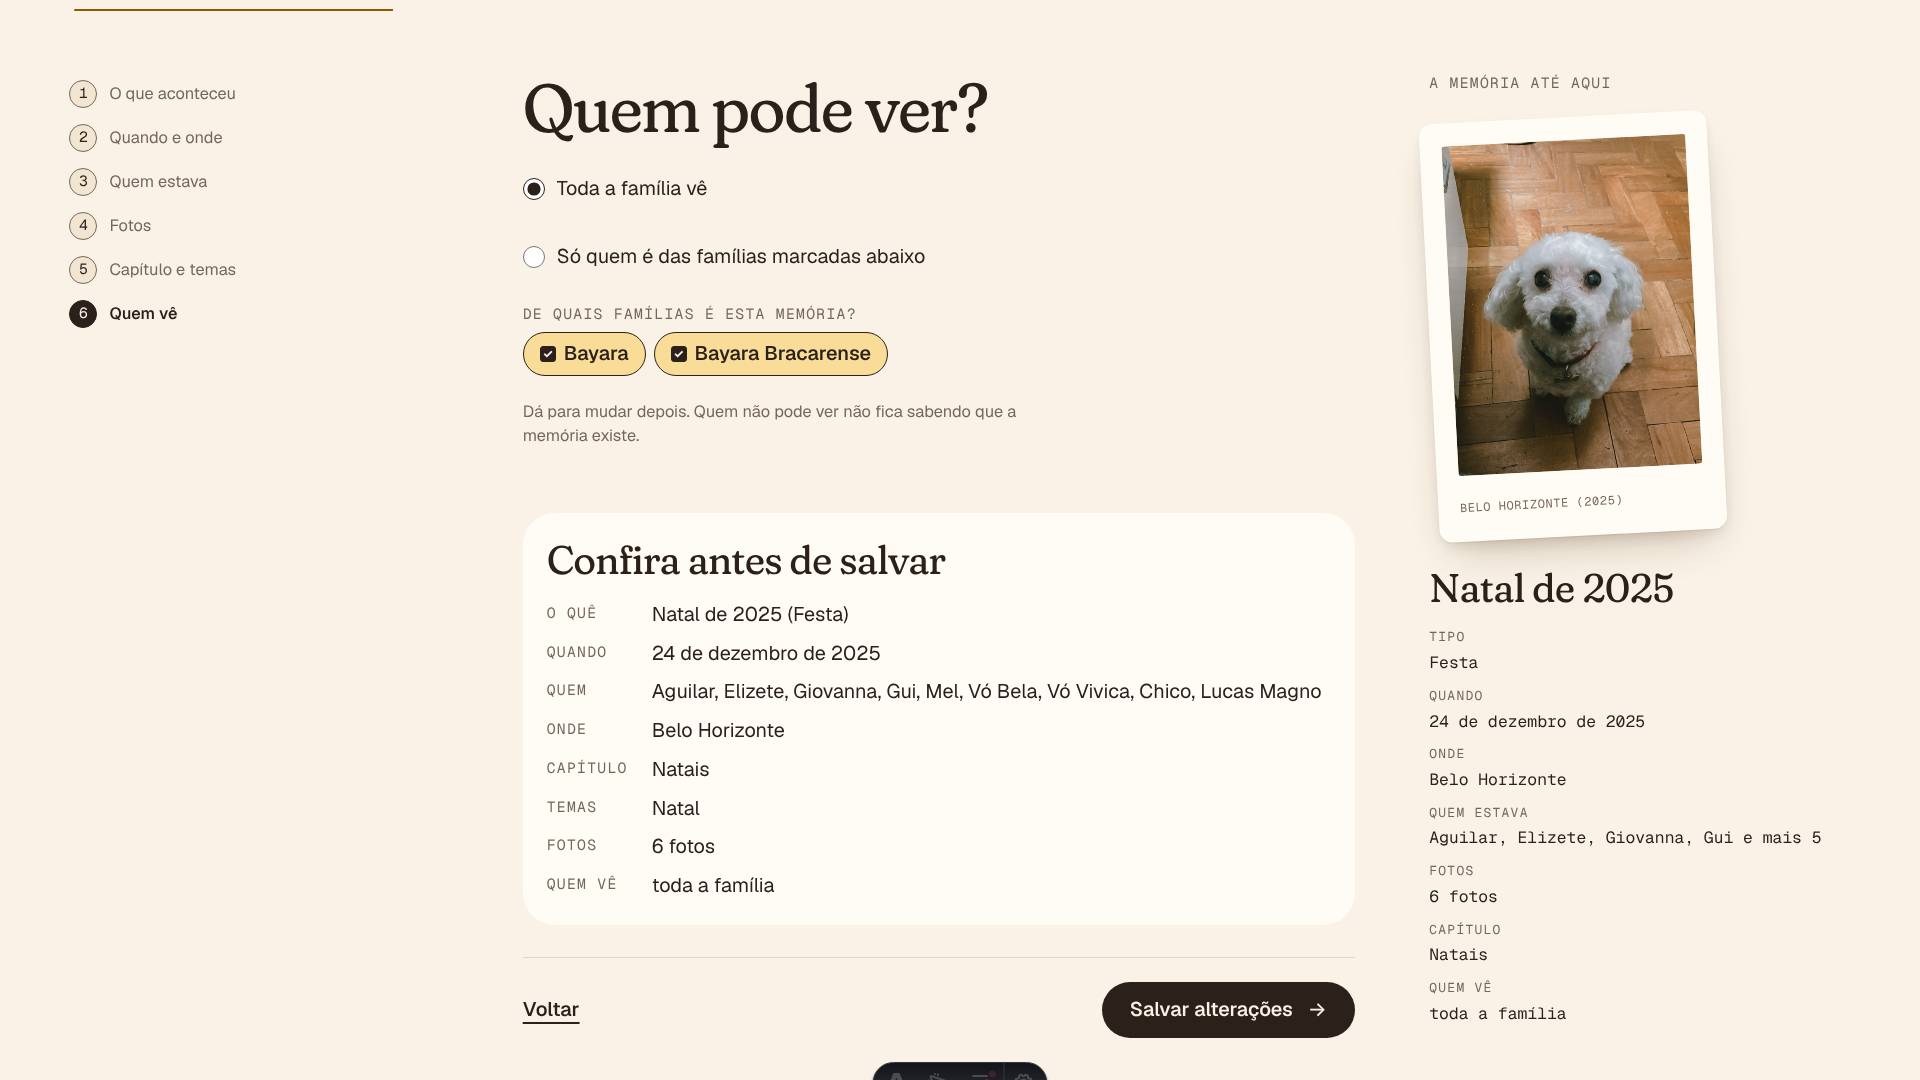 1 O que aconteceu
2 Quando e onde
3 Quem estava
4 Fotos
5 Capítulo e temas
6 Quem vê
Quem pode ver?
Toda a família vê
Só quem é das famílias marcadas abaixo
DE QUAIS FAMÍLIAS É ESTA MEMÓRIA?
Bayara Bayara Bracarense
Dá para mudar depois. Quem não pode ver não fica sabendo que a
memória existe.
Confira antes de salvar
O QUÊ Natal de 2025 (Festa)
QUANDO 24 de dezembro de 2025
QUEM Aguilar, Elizete, Giovanna, Gui, Mel, Vó Bela, Vó Vivica, Chico, Lucas Magno
ONDE Belo Horizonte
CAPÍTULO Natais
TEMAS Natal
FOTOS 6 fotos
QUEM VÊ toda a família
Voltar
Salvar alterações →
A MEMÓRIA ATÉ AQUI
BELO HORIZONTE (2025)
Natal de 2025
TIPO
Festa
QUANDO
24 de dezembro de 2025
ONDE
Belo Horizonte
QUEM ESTAVA
Aguilar, Elizete, Giovanna, Gui e mais 5
FOTOS
6 fotos
CAPÍTULO
Natais
QUEM VÊ
toda a família